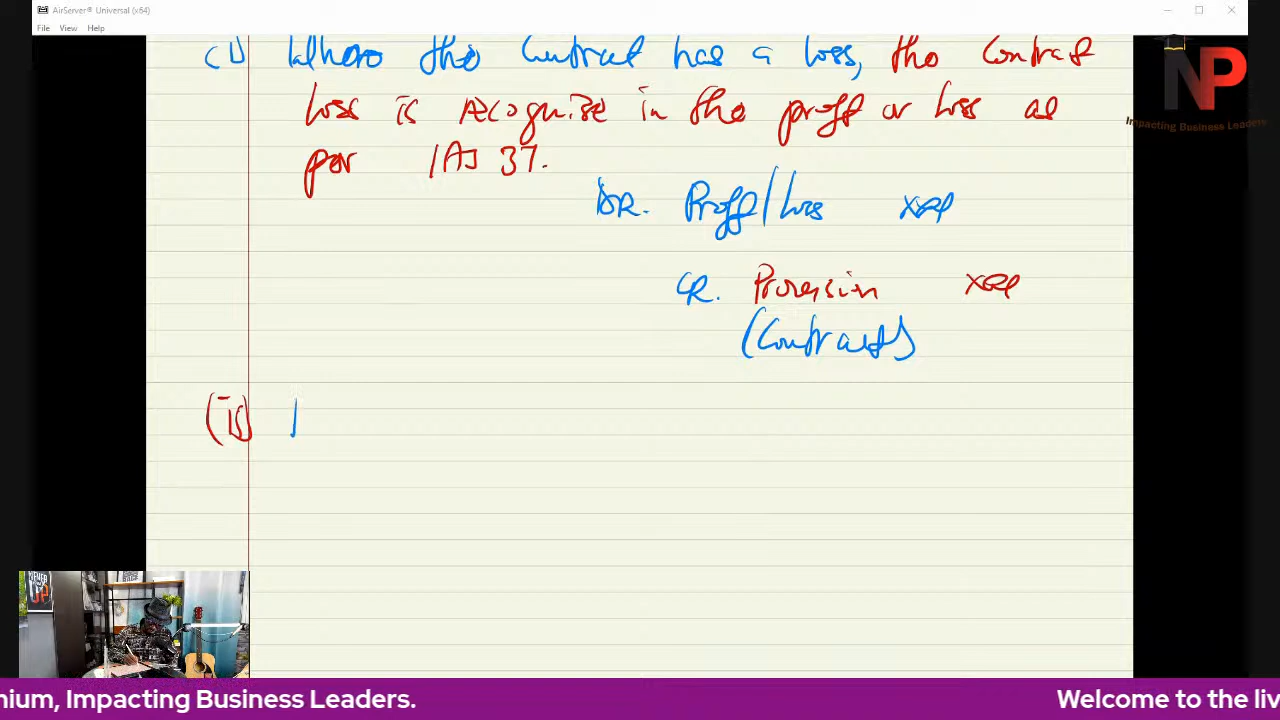 AirServer® Universal (x64)
File View Help
(i) Where the Contract has a loss, the Contract
loss is recognize in the profit or loss as
per IAS 37.
DR. Profit/Loss xxx
CR. Provision xxx
(Contracts)
(ii)
NP
Impacting Business Leaders
nium, Impacting Business Leaders.
Welcome to the liv